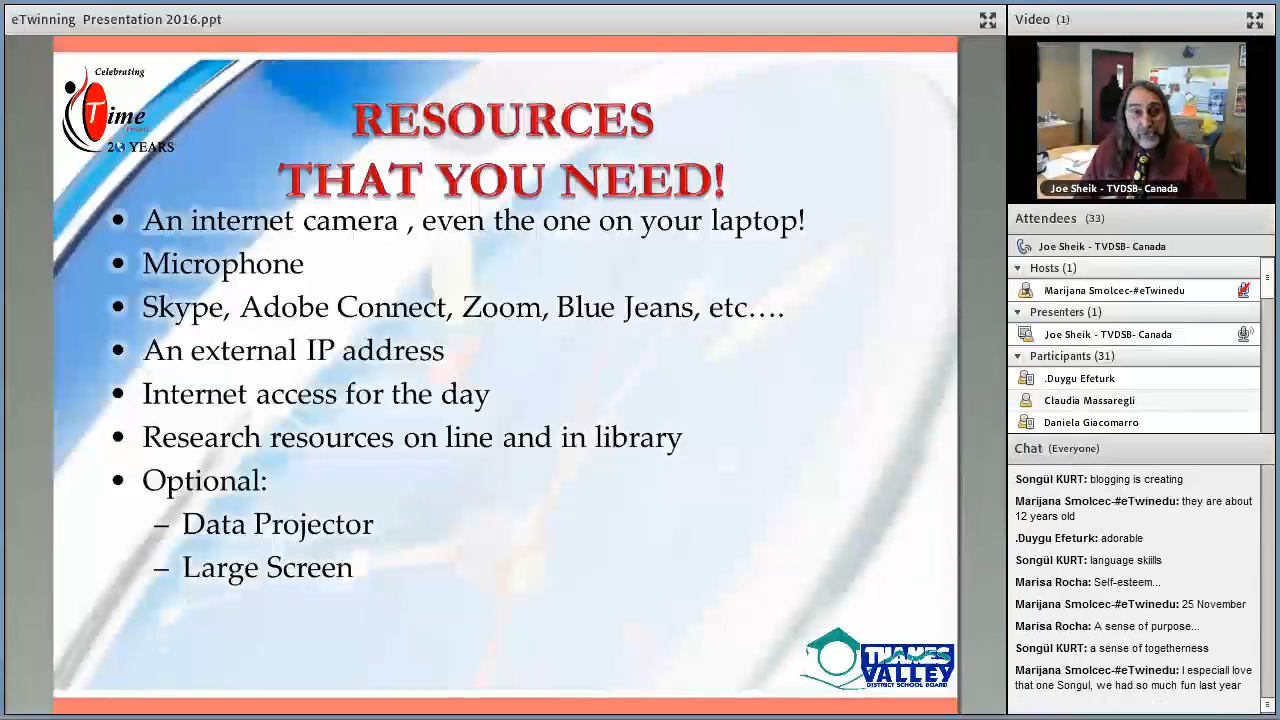 eTwinning Presentation 2016.ppt
Celebrating
Time
20 YEARS
RESOURCES
THAT YOU NEED!
• An internet camera , even the one on your laptop!
• Microphone
• Skype, Adobe Connect, Zoom, Blue Jeans, etc….
• An external IP address
• Internet access for the day
• Research resources on line and in library
• Optional:
– Data Projector
– Large Screen
THAMES
VALLEY
DISTRICT SCHOOL BOARD
Video (1)
Joe Sheik - TVDSB- Canada
Attendees (33)
Joe Sheik - TVDSB- Canada
Hosts (1)
Marijana Smolcec-#eTwinedu
Presenters (1)
Joe Sheik - TVDSB- Canada
Participants (31)
.Duygu Efeturk
Claudia Massaregli
Daniela Giacomarro
Chat (Everyone)
Songül KURT: blogging is creating
Marijana Smolcec-#eTwinedu: they are about
12 years old
.Duygu Efeturk: adorable
Songül KURT: language skiills
Marisa Rocha: Self-esteem...
Marijana Smolcec-#eTwinedu: 25 November
Marisa Rocha: A sense of purpose...
Songül KURT: a sense of togetherness
Marijana Smolcec-#eTwinedu: I especiall love
that one Songul, we had so much fun last year